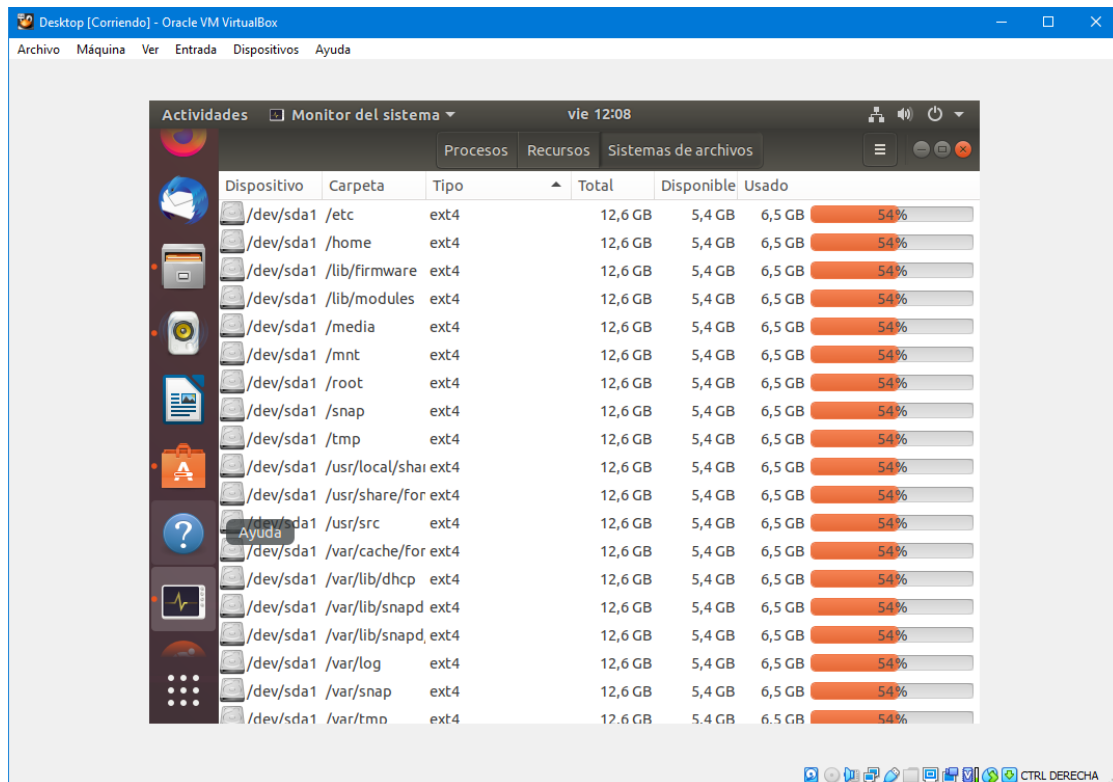 Desktop [Corriendo] - Oracle VM VirtualBox
Archivo Máquina Ver Entrada Dispositivos Ayuda
Actividades Monitor del sistema vie 12:08
Procesos Recursos Sistemas de archivos
Dispositivo Carpeta Tipo Total Disponible Usado
/dev/sda1 /etc ext4 12,6 GB 5,4 GB 6,5 GB 54%
/dev/sda1 /home ext4 12,6 GB 5,4 GB 6,5 GB 54%
/dev/sda1 /lib/firmware ext4 12,6 GB 5,4 GB 6,5 GB 54%
/dev/sda1 /lib/modules ext4 12,6 GB 5,4 GB 6,5 GB 54%
/dev/sda1 /media ext4 12,6 GB 5,4 GB 6,5 GB 54%
/dev/sda1 /mnt ext4 12,6 GB 5,4 GB 6,5 GB 54%
/dev/sda1 /root ext4 12,6 GB 5,4 GB 6,5 GB 54%
/dev/sda1 /snap ext4 12,6 GB 5,4 GB 6,5 GB 54%
/dev/sda1 /tmp ext4 12,6 GB 5,4 GB 6,5 GB 54%
/dev/sda1 /usr/local/shar ext4 12,6 GB 5,4 GB 6,5 GB 54%
/dev/sda1 /usr/share/for ext4 12,6 GB 5,4 GB 6,5 GB 54%
/dev/sda1 /usr/src ext4 12,6 GB 5,4 GB 6,5 GB 54%
Ayuda
/dev/sda1 /var/cache/for ext4 12,6 GB 5,4 GB 6,5 GB 54%
/dev/sda1 /var/lib/dhcp ext4 12,6 GB 5,4 GB 6,5 GB 54%
/dev/sda1 /var/lib/snapd ext4 12,6 GB 5,4 GB 6,5 GB 54%
/dev/sda1 /var/lib/snapd, ext4 12,6 GB 5,4 GB 6,5 GB 54%
/dev/sda1 /var/log ext4 12,6 GB 5,4 GB 6,5 GB 54%
/dev/sda1 /var/snap ext4 12,6 GB 5,4 GB 6,5 GB 54%
/dev/sda1 /var/tmp ext4 12,6 GB 5,4 GB 6,5 GB 54%
CTRL DERECHA